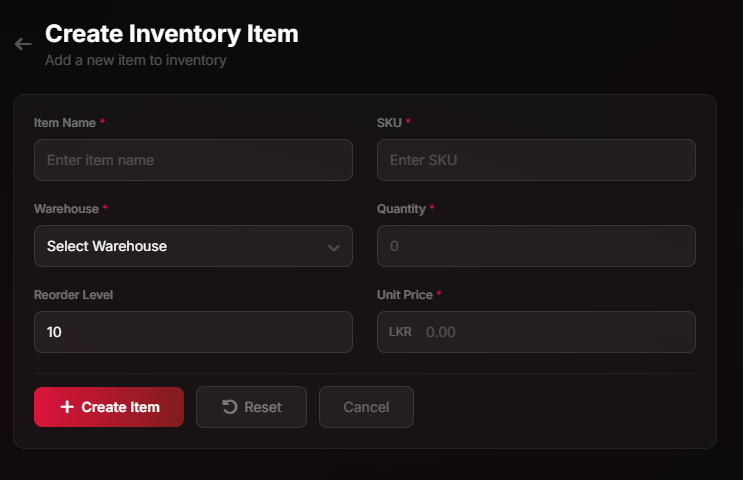 Create Inventory Item
Add a new item to inventory
Item Name *
SKU *
Enter item name
Enter SKU
Warehouse *
Quantity *
Select Warehouse
0
Reorder Level
Unit Price *
10
LKR 0.00
Create Item
Reset
Cancel